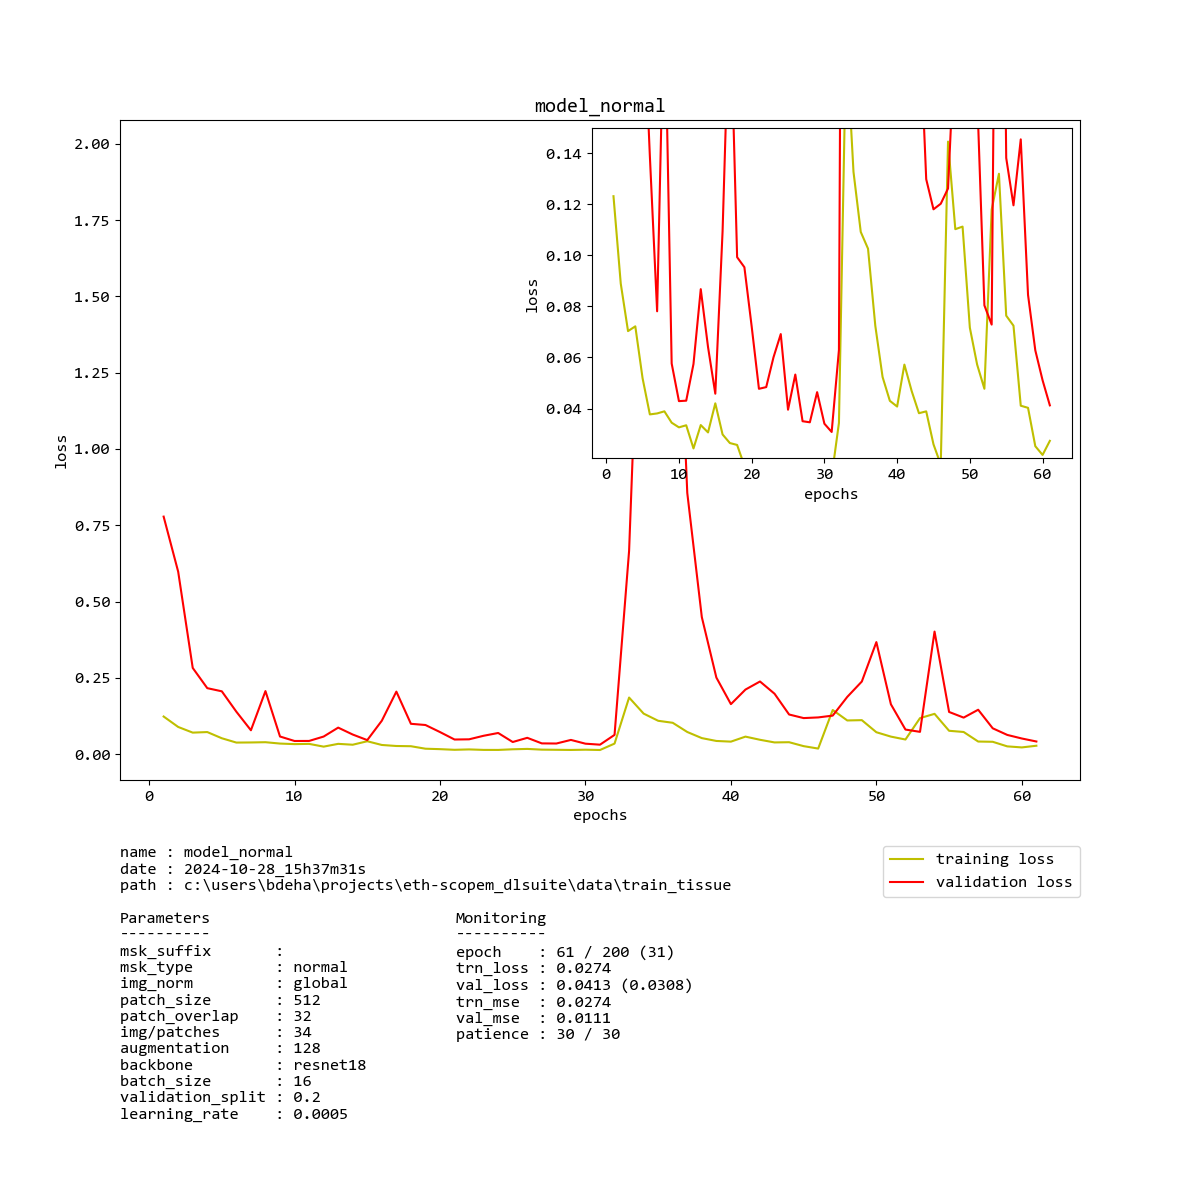 model_normal
2.00
1.75
1.50
1.25
1.00
0.75
0.50
0.25
0.00
loss
0 10 20 30 40 50 60
epochs
0.14
0.12
0.10
0.08
0.06
0.04
loss
0 10 20 30 40 50 60
epochs
training loss
validation loss
name : model_normal
date : 2024-10-28_15h37m31s
path : c:\users\bdeha\projects\eth-scopem_dlsuite\data\train_tissue
Parameters
----------
msk_suffix       :
msk_type         : normal
img_norm         : global
patch_size       : 512
patch_overlap    : 32
img/patches      : 34
augmentation     : 128
backbone         : resnet18
batch_size       : 16
validation_split : 0.2
learning_rate    : 0.0005
Monitoring
----------
epoch    : 61 / 200 (31)
trn_loss : 0.0274
val_loss : 0.0413 (0.0308)
trn_mse  : 0.0274
val_mse  : 0.0111
patience : 30 / 30